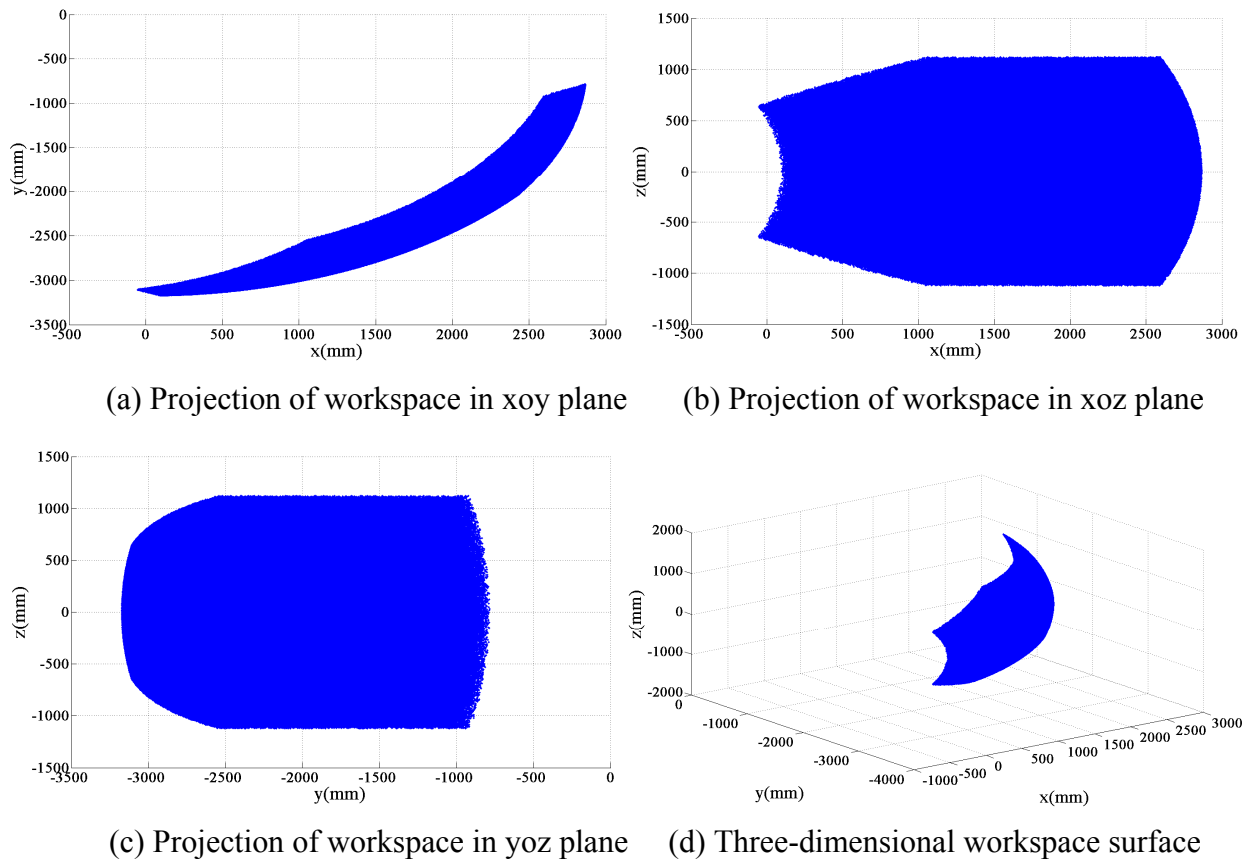 0
-500
-1000
-1500
-2000
-2500
-3000
-3500
y(mm)
-500 0 500 1000 1500 2000 2500 3000
x(mm)
1500
1000
500
0
-500
-1000
-1500
z(mm)
-500 0 500 1000 1500 2000 2500 3000
x(mm)
(a) Projection of workspace in xoy plane
(b) Projection of workspace in xoz plane
1500
1000
500
0
-500
-1000
-1500
z(mm)
-3500 -3000 -2500 -2000 -1500 -1000 -500 0
y(mm)
2000
1000
0
-1000
-2000
z(mm)
0
-1000
-2000
-3000
-4000
y(mm)
-1000 -500 0 500 1000 1500 2000 2500 3000
x(mm)
(c) Projection of workspace in yoz plane
(d) Three-dimensional workspace surface